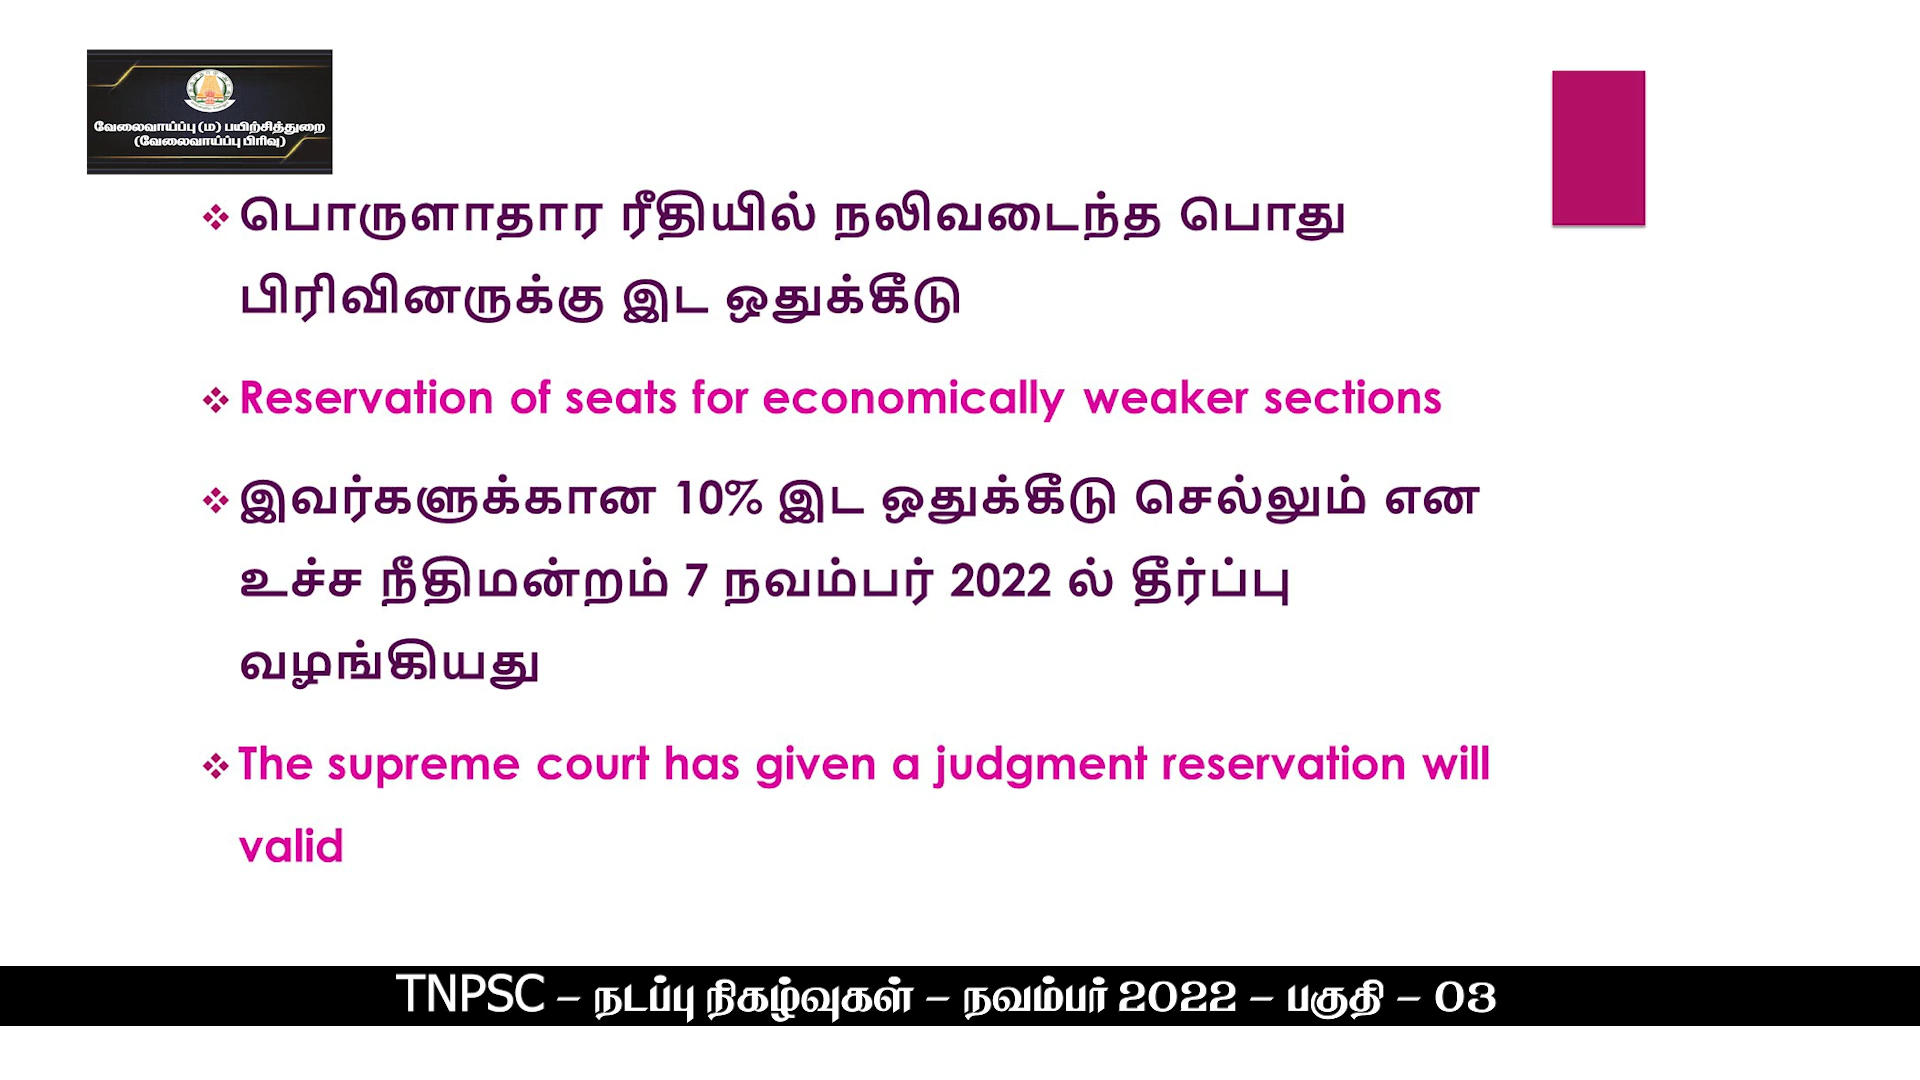 வேலைவாய்ப்பு (ம) பயிற்சித்துறை
(வேலைவாய்ப்பு பிரிவு)
பொருளாதார ரீதியில் நலிவடைந்த பொது
பிரிவினருக்கு இட ஒதுக்கீடு
Reservation of seats for economically weaker sections
இவர்களுக்கான 10% இட ஒதுக்கீடு செல்லும் என
உச்ச நீதிமன்றம் 7 நவம்பர் 2022 ல் தீர்ப்பு
வழங்கியது
The supreme court has given a judgment reservation will
valid
TNPSC – நடப்பு நிகழ்வுகள் – நவம்பர் 2022 – பகுதி – 03